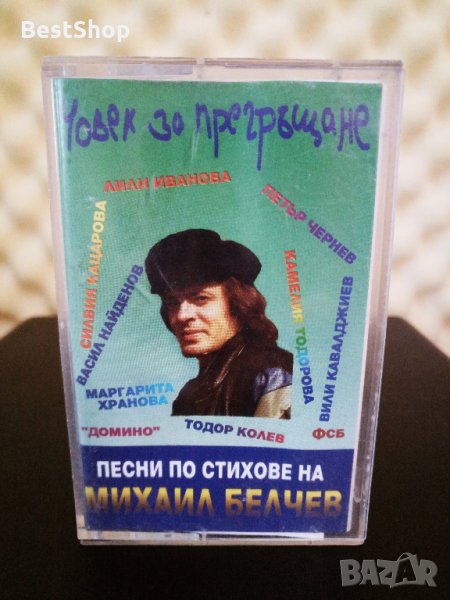 BestShop
Човек за прегръщане
ЛИЛИ ИВАНОВА
ПЕТЪР ЧЕРНЕВ
СИЛВИЯ КАЦАРОВА
ВАСИЛ НАЙДЕНОВ
КАМЕЛИЯ ТОДОРОВА
ВИЛИ КАВАЛДЖИЕВ
МАРГАРИТА
ХРАНОВА
"ДОМИНО"
ТОДОР КОЛЕВ
ФСБ
ПЕСНИ ПО СТИХОВЕ НА
МИХАИЛ БЕЛЧЕВ
BAZAR